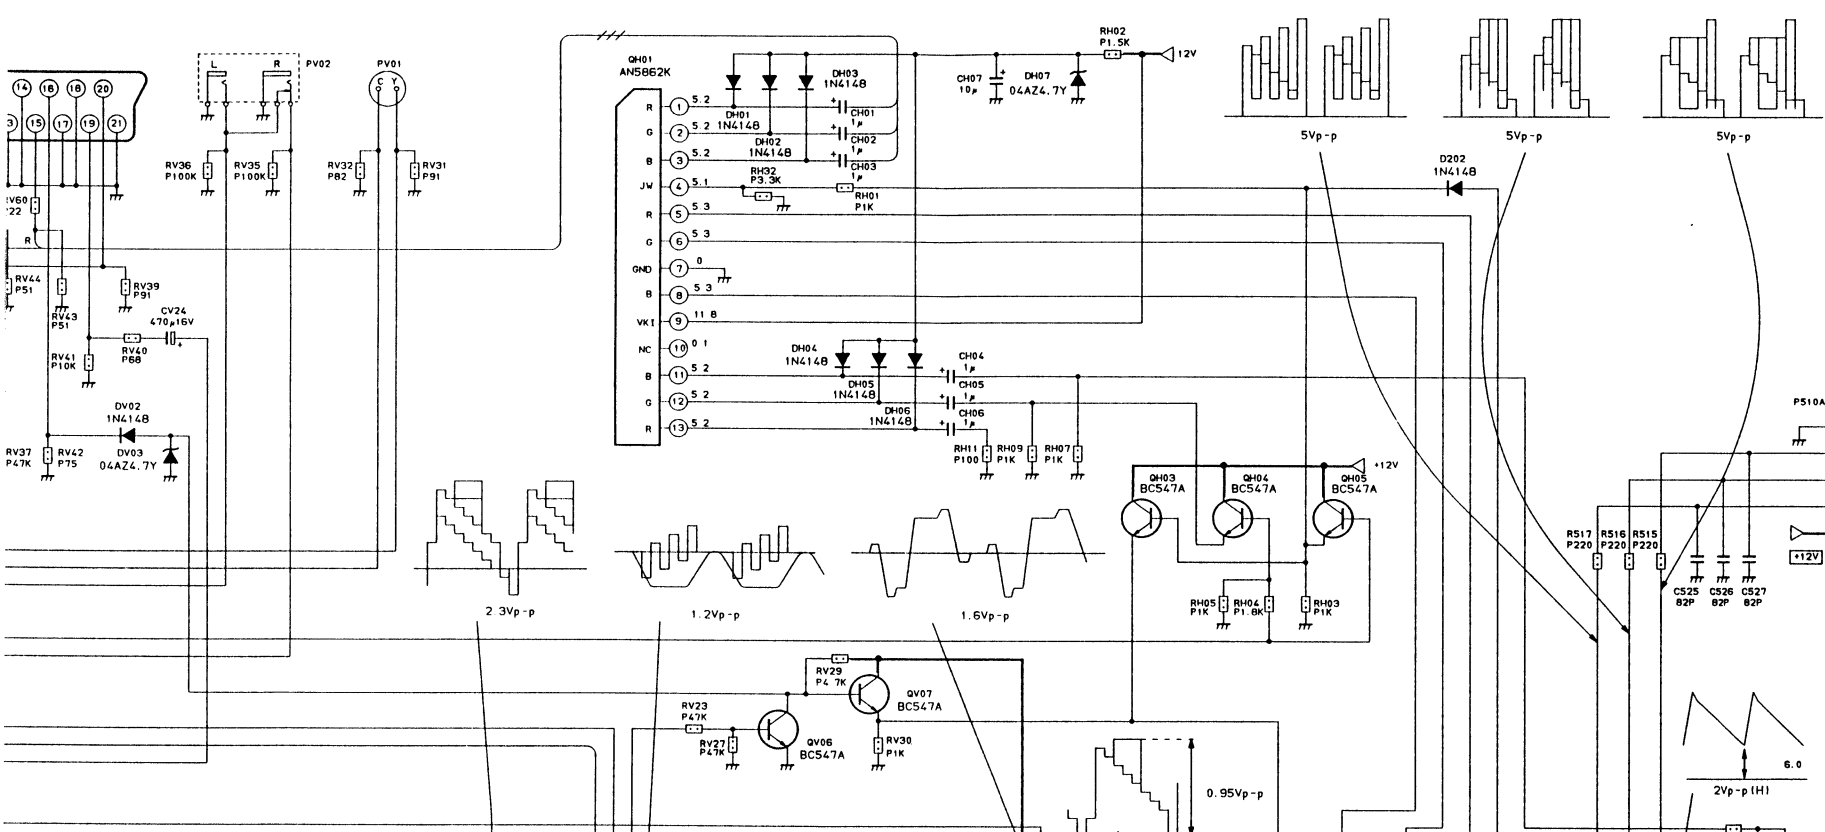 14 16 18 20
3 15 17 19 21
L R PV02
PV01
C Y
RV36
P100K
RV35
P100K
RV32
P82
RV31
P91
V60
22
R
RV44
P51
RV43
P51
RV39
P91
CV24
470µ16V
RV40
P68
RV41
P10K
DV02
1N4148
DV03
04AZ4.7Y
RV37
P47K
RV42
P75
QH01
AN5862K
R 1 5.2
G 2 5.2
B 3 5.2
JW 4 5.1
R 5 5.3
G 6 5 3
GND 7 0
B 8 5 3
VKI 9 11 8
NC 10 0 1
B 11 5 2
G 12 5 2
R 13 5 2
DH03
1N4148
DH01
1N4148
DH02
1N4148
+ CH01
1µ
+ CH02
1µ
+ CH03
1µ
RH32
P3.3K
RH01
P1K
CH07
10µ
+
DH07
04AZ4.7Y
RH02
P1.5K
12V
DH04
1N4148
DH05
1N4148
DH06
1N4148
+ CH04
1µ
+ CH05
1µ
+ CH06
1µ
RH11
P100
RH09
P1K
RH07
P1K
5Vp-p
5Vp-p
5Vp-p
D202
1N4148
P510A
+12V
QH03
BC547A
QH04
BC547A
QH05
BC547A
RH05
P1K
RH04
P1.8K
RH03
P1K
R517
P220
R516
P220
R515
P220
C525
82P
C526
82P
C527
82P
+12V
2 3Vp-p
1.2Vp-p
1.6Vp-p
RV29
P4 7K
QV07
BC547A
RV23
P47K
RV27
P47K
QV06
BC547A
RV30
P1K
0.95Vp-p
6.0
2Vp-p(H)